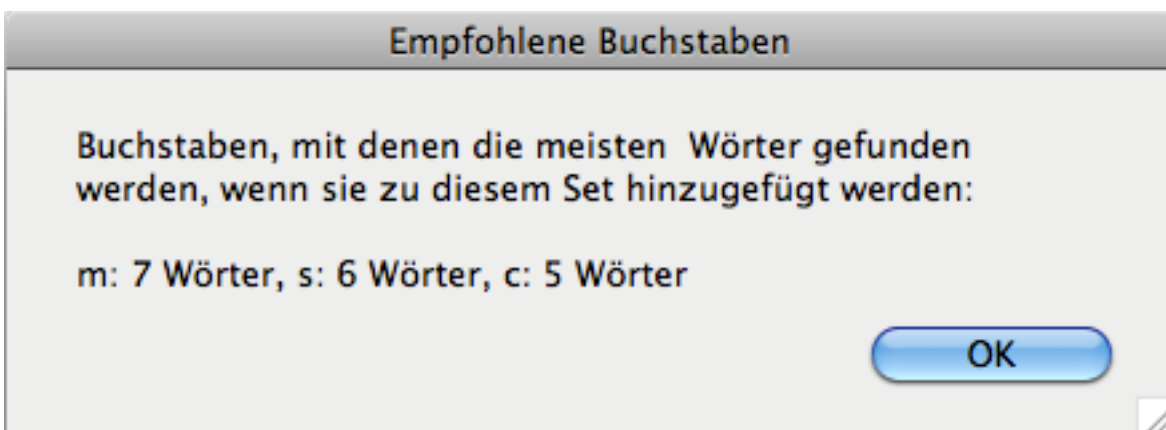 Empfohlene Buchstaben
Buchstaben, mit denen die meisten  Wörter gefunden
werden, wenn sie zu diesem Set hinzugefügt werden:
m: 7 Wörter, s: 6 Wörter, c: 5 Wörter
OK